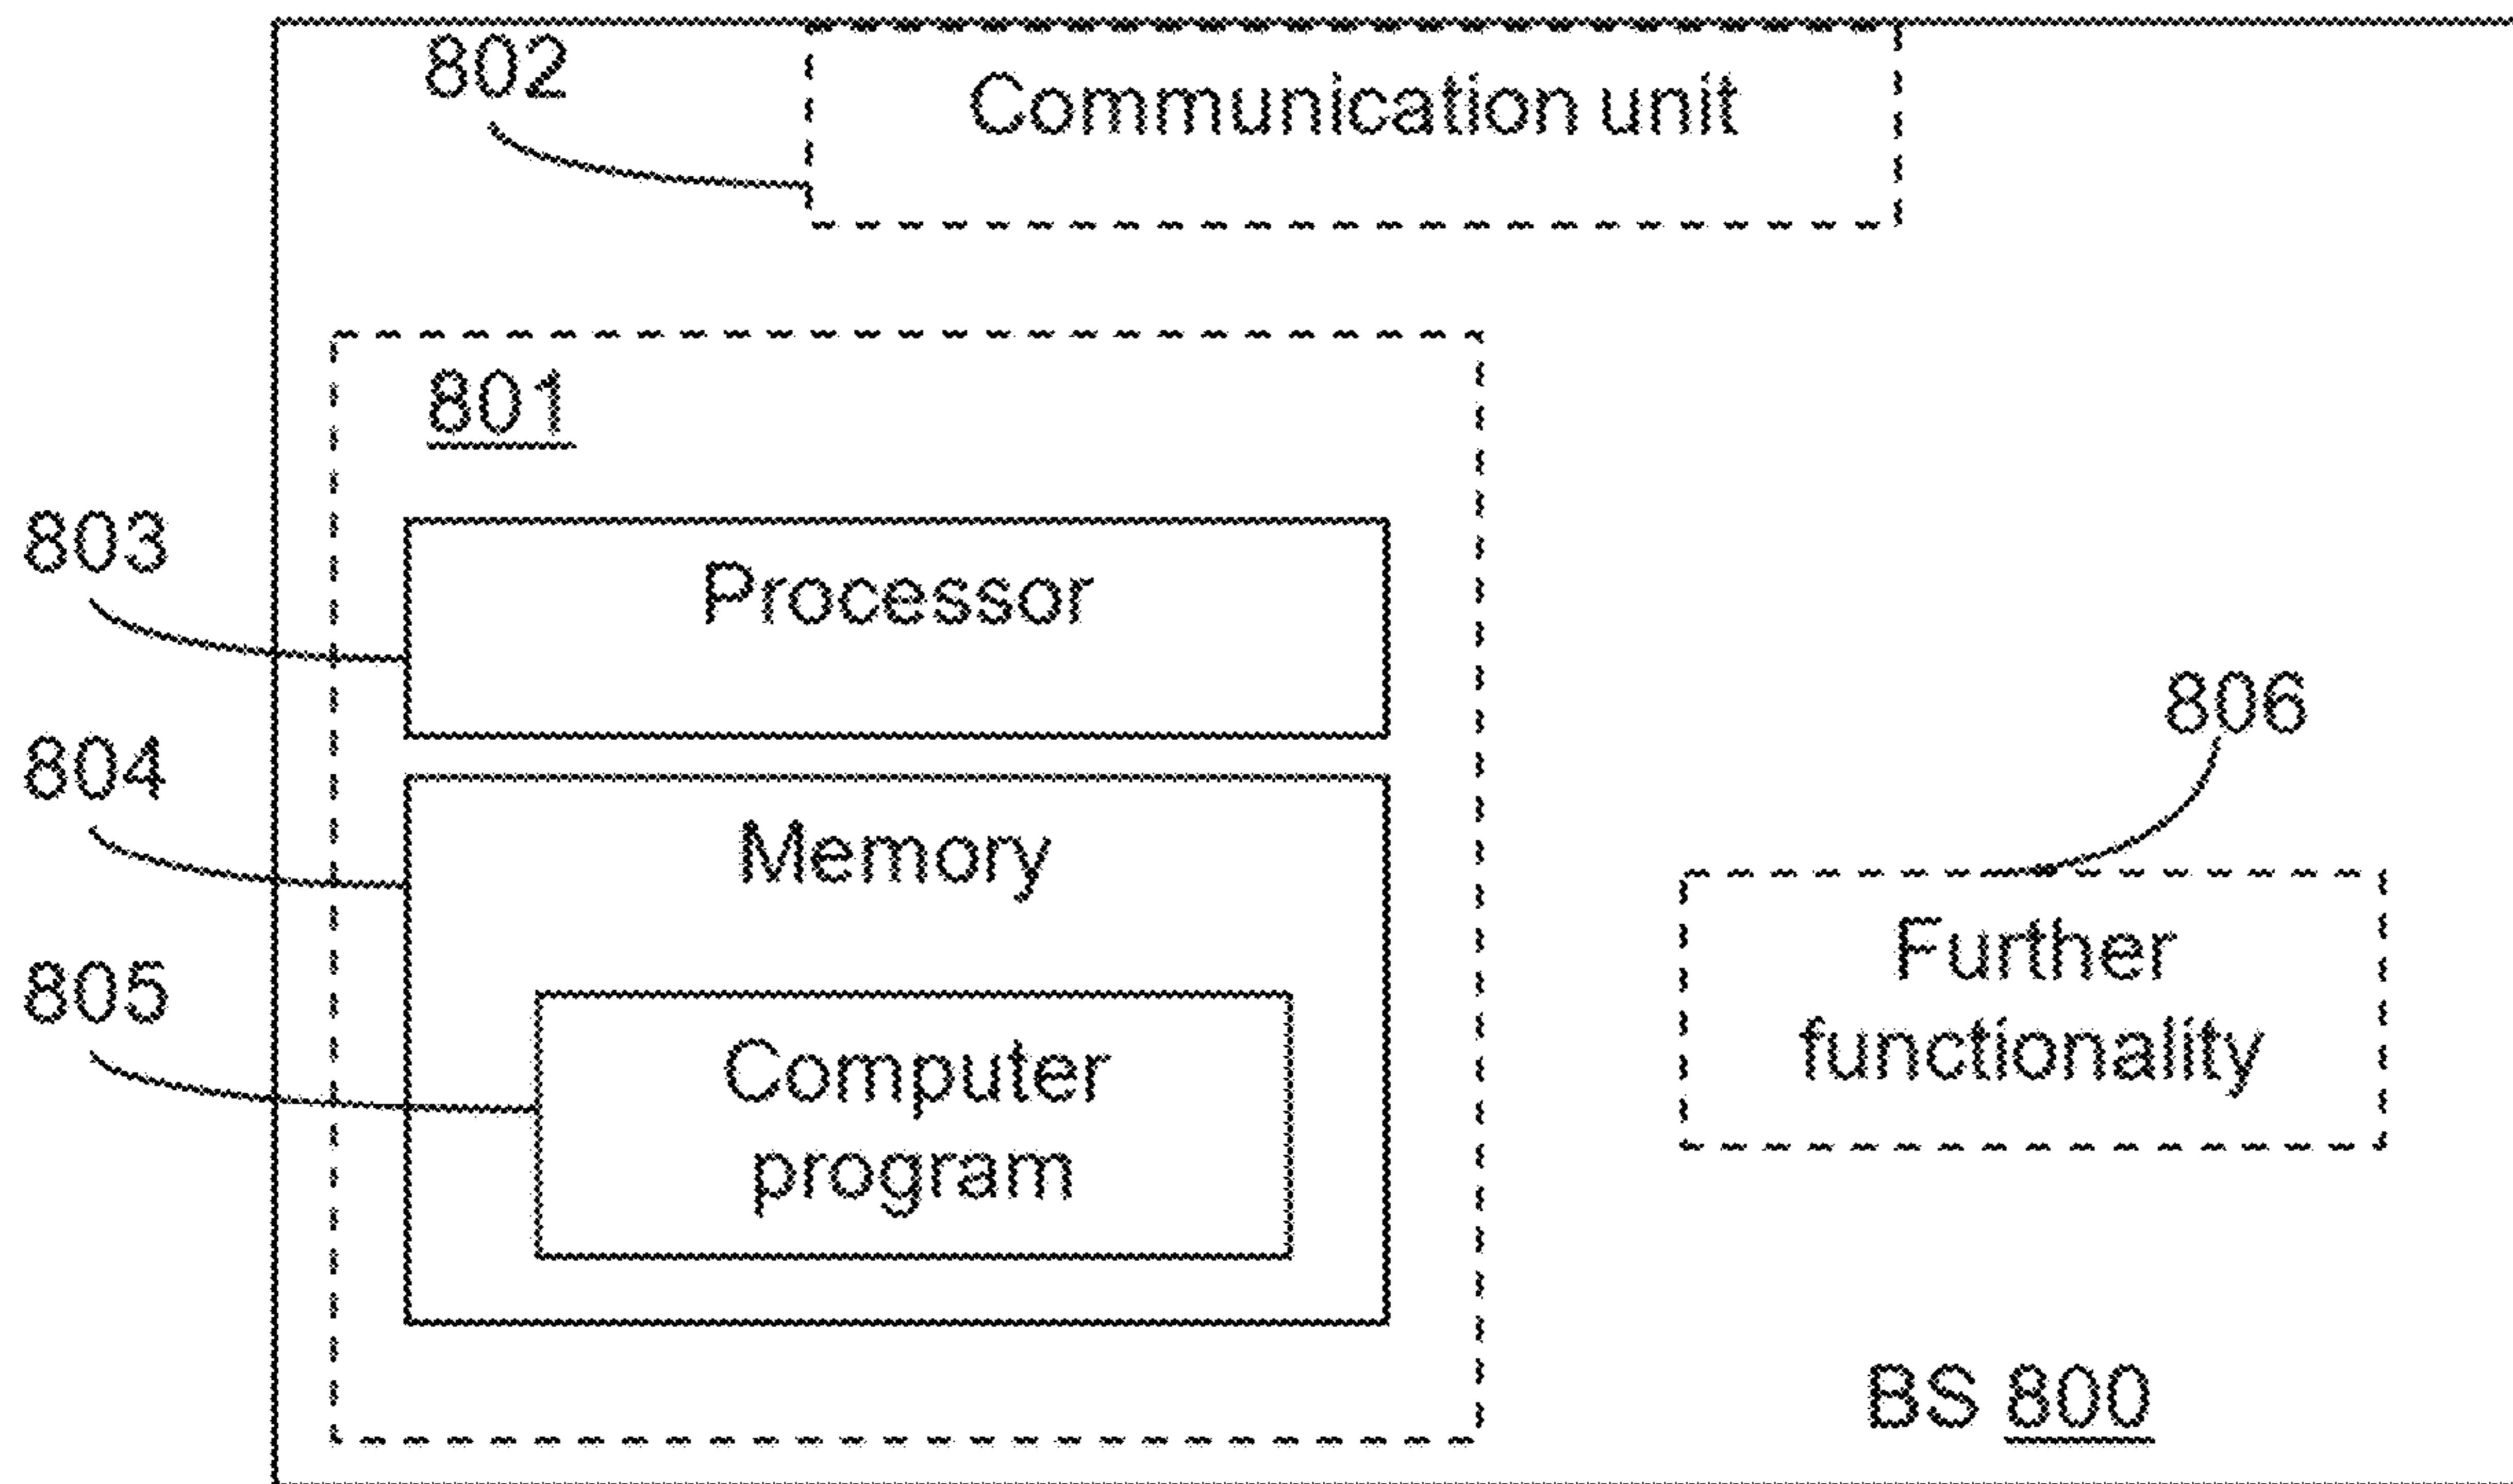 802
Communication unit
801
803
Processor
806
804
Memory
Further
functionality
805
Computer
program
BS 800